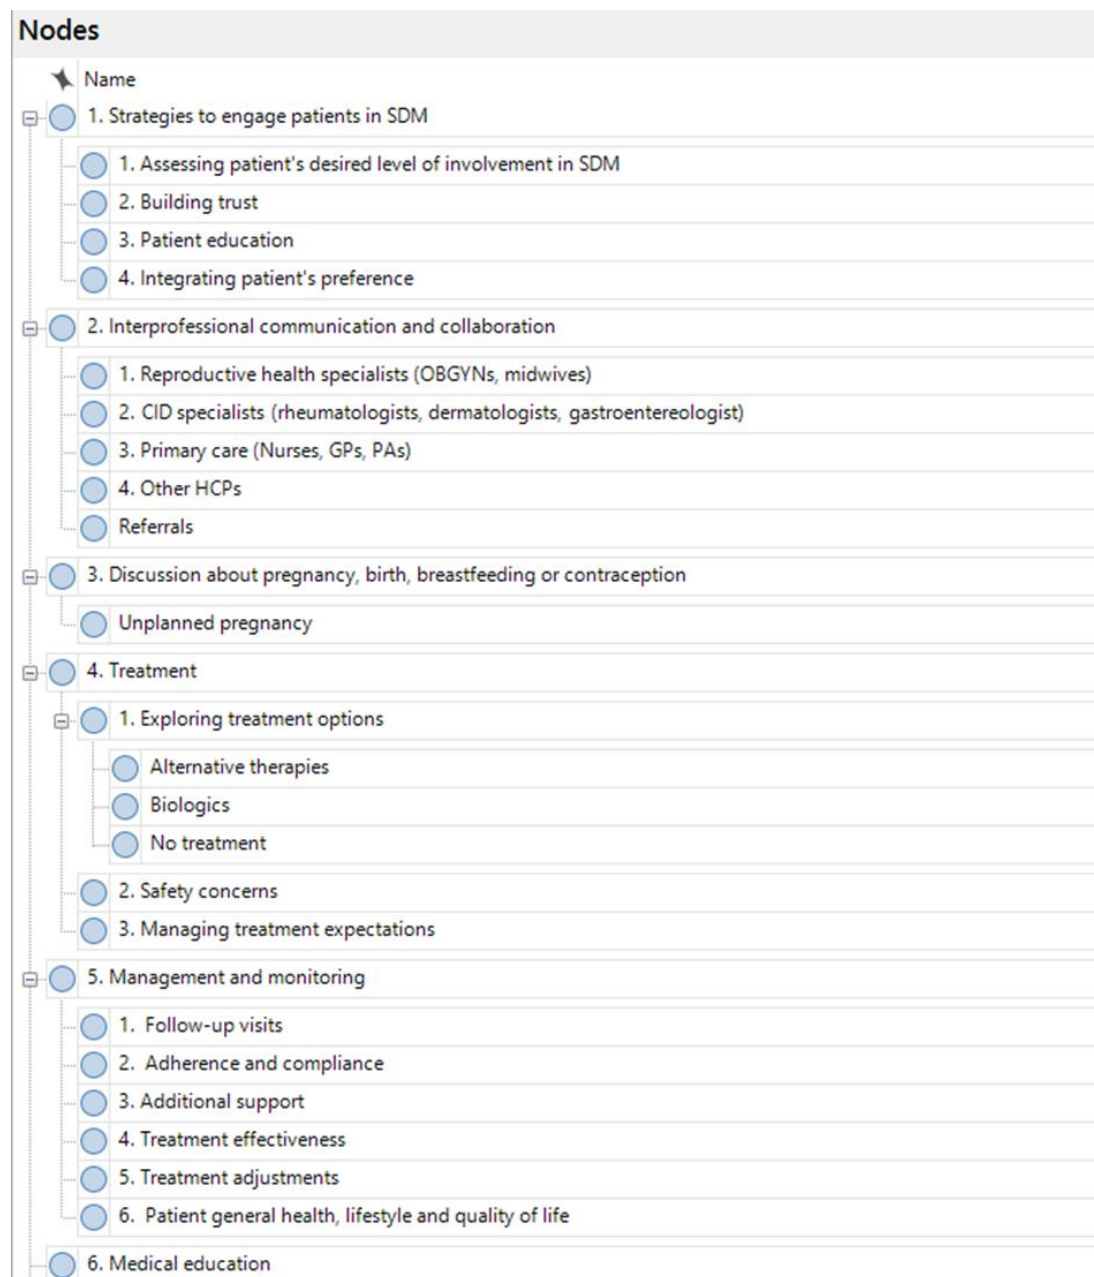 Nodes
Name
1. Strategies to engage patients in SDM
1. Assessing patient's desired level of involvement in SDM
2. Building trust
3. Patient education
4. Integrating patient's preference
2. Interprofessional communication and collaboration
1. Reproductive health specialists (OBGYNs, midwives)
2. CID specialists (rheumatologists, dermatologists, gastroentereologist)
3. Primary care (Nurses, GPs, PAs)
4. Other HCPs
Referrals
3. Discussion about pregnancy, birth, breastfeeding or contraception
Unplanned pregnancy
4. Treatment
1. Exploring treatment options
Alternative therapies
Biologics
No treatment
2. Safety concerns
3. Managing treatment expectations
5. Management and monitoring
1. Follow-up visits
2. Adherence and compliance
3. Additional support
4. Treatment effectiveness
5. Treatment adjustments
6. Patient general health, lifestyle and quality of life
6. Medical education